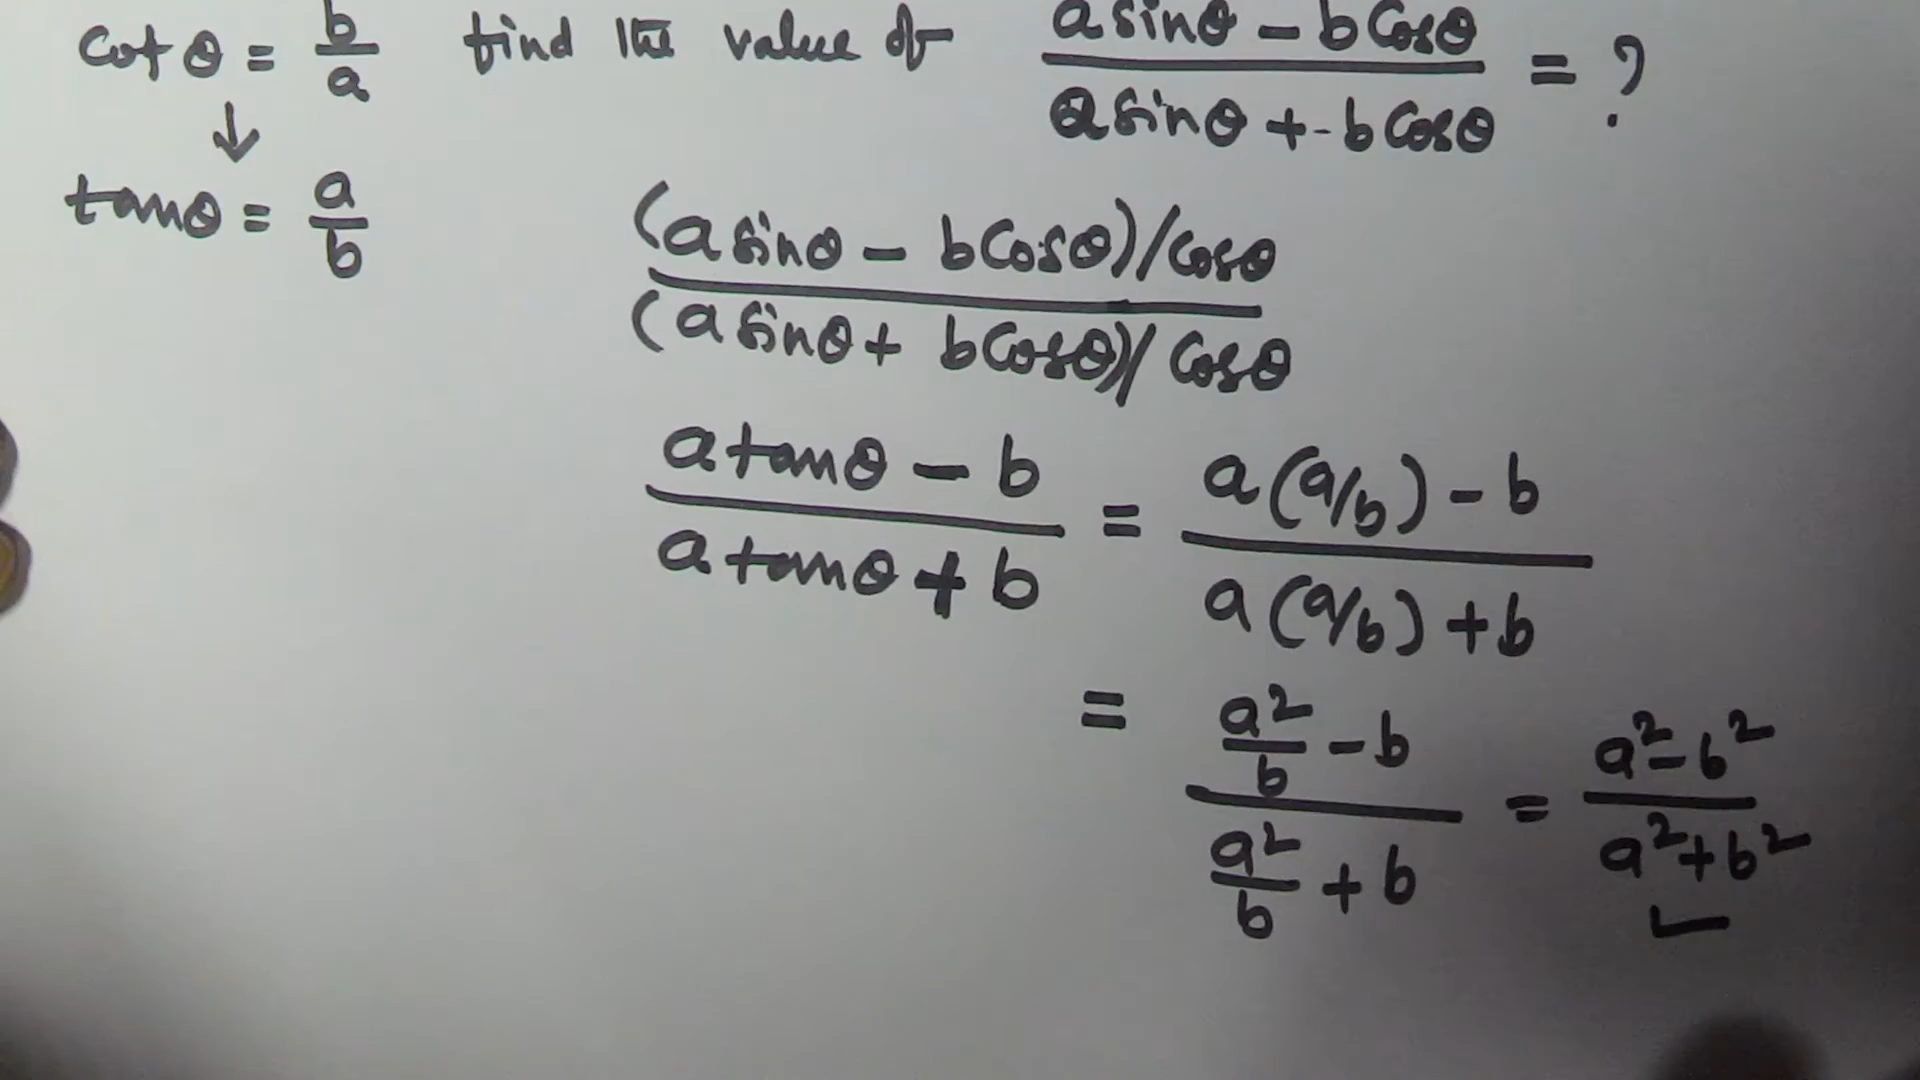 cot θ = b/a find the value of (a sinθ - b cosθ)/(a sinθ + b cosθ) = ?
↓
tanθ = a/b
(a sinθ - b cosθ)/cosθ
(a sinθ + b cosθ)/cosθ
(a tanθ - b)/(a tanθ + b) = (a(a/b) - b)/(a(a/b) + b)
= (a²/b - b)/(a²/b + b) = (a² - b²)/(a² + b²)